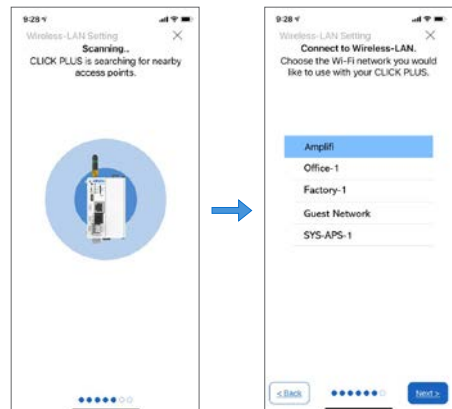 9:28
Wireless-LAN Setting
Scanning..
CLICK PLUS is searching for nearby
access points.
9:28
Wireless-LAN Setting
Connect to Wireless-LAN.
Choose the Wi-Fi network you would
like to use with your CLICK PLUS.
Amplifi
Office-1
Factory-1
Guest Network
SYS-APS-1
< Back
Next >